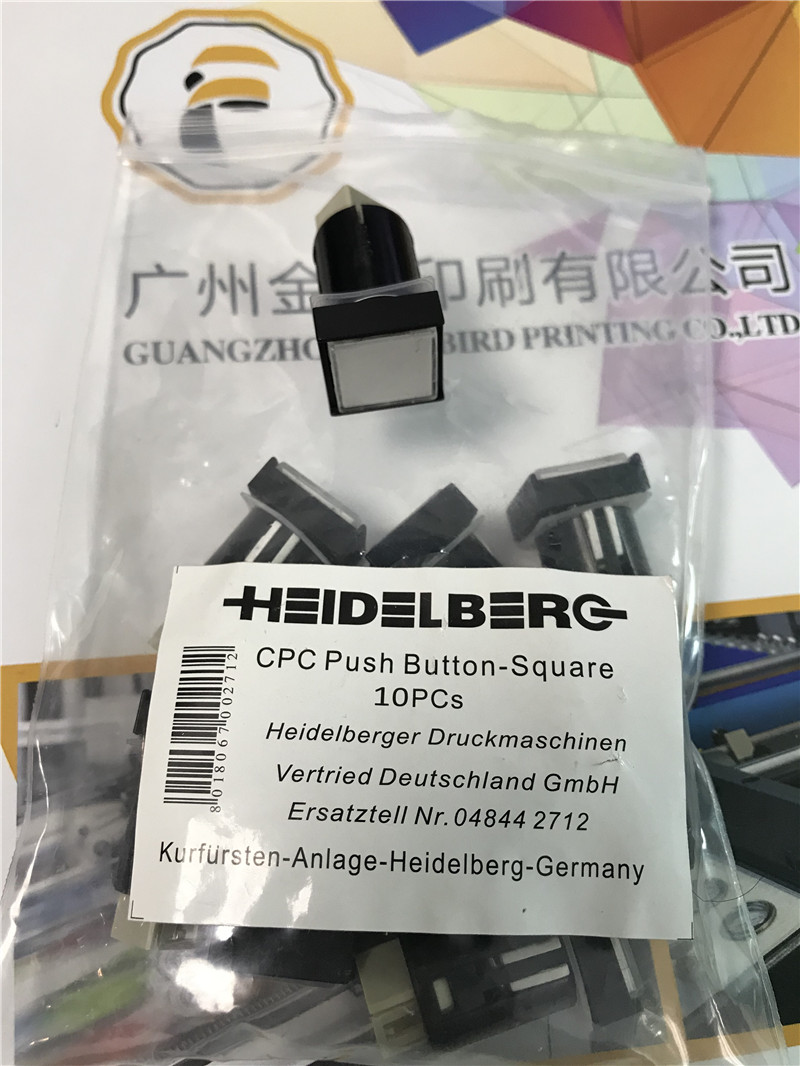 广州金 印刷有限公司
GUANGZHO BIRD PRINTING CO.,LTD
HEIDELBERG
CPC Push Button-Square
10PCs
Heidelberger Druckmaschinen
Vertried Deutschland GmbH
Ersatztell Nr. 04844 2712
Kurfürsten-Anlage-Heidelberg-Germany
8018067002712